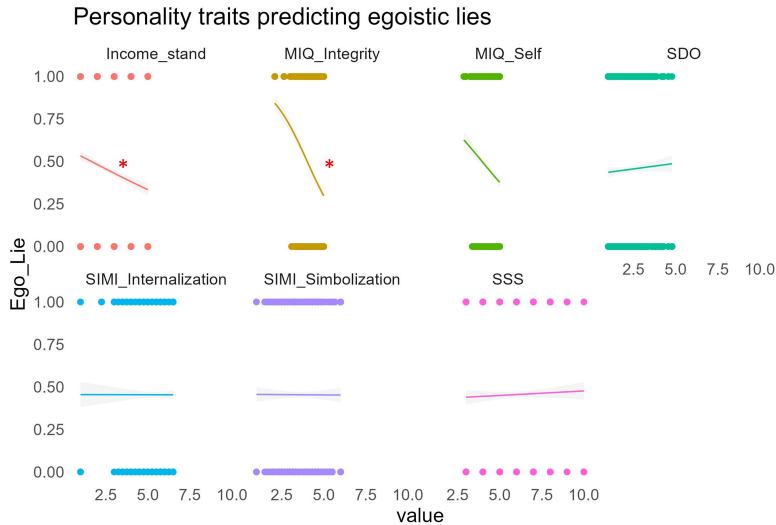 Personality traits predicting egoistic lies
Income_stand MIQ_Integrity MIQ_Self SDO
1.00
0.75
0.50 * *
0.25
0.00
2.5 5.0 7.5 10.0
Ego_Lie
SIMI_Internalization SIMI_Simbolization SSS
1.00
0.75
0.50
0.25
0.00
2.5 5.0 7.5 10.0 2.5 5.0 7.5 10.0 2.5 5.0 7.5 10.0
value